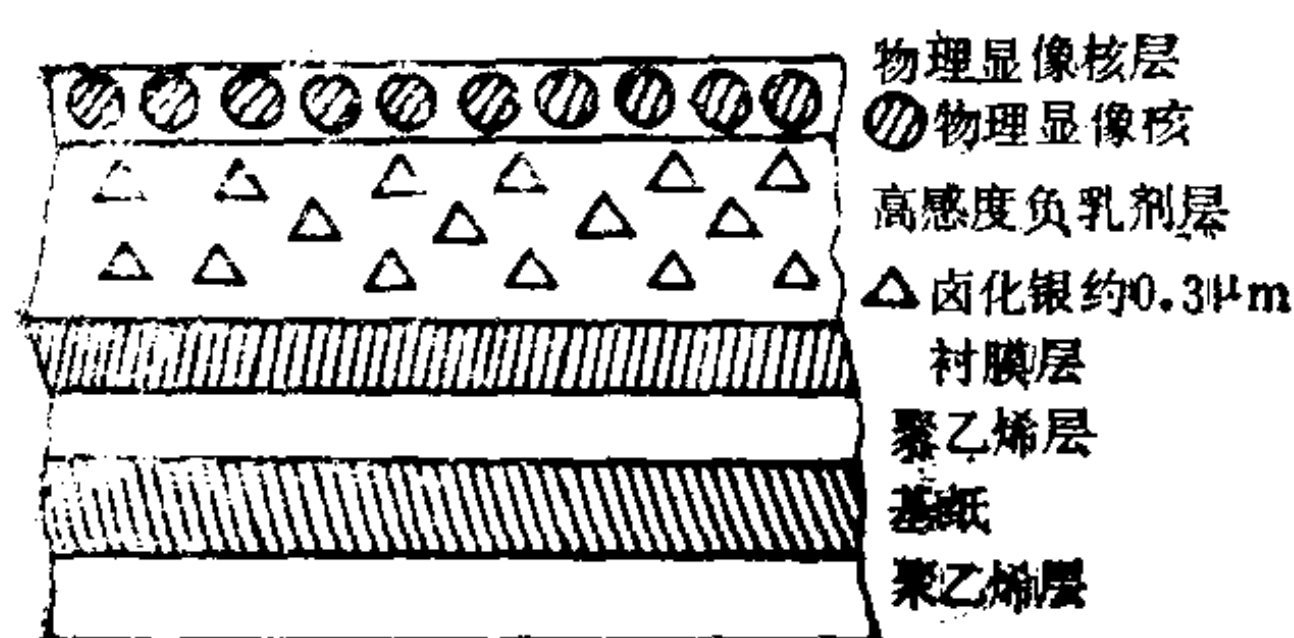 物理显像核层
物理显像核
高感度负乳剂层
卤化银约0.3μm
衬膜层
聚乙烯层
基纸
聚乙烯层